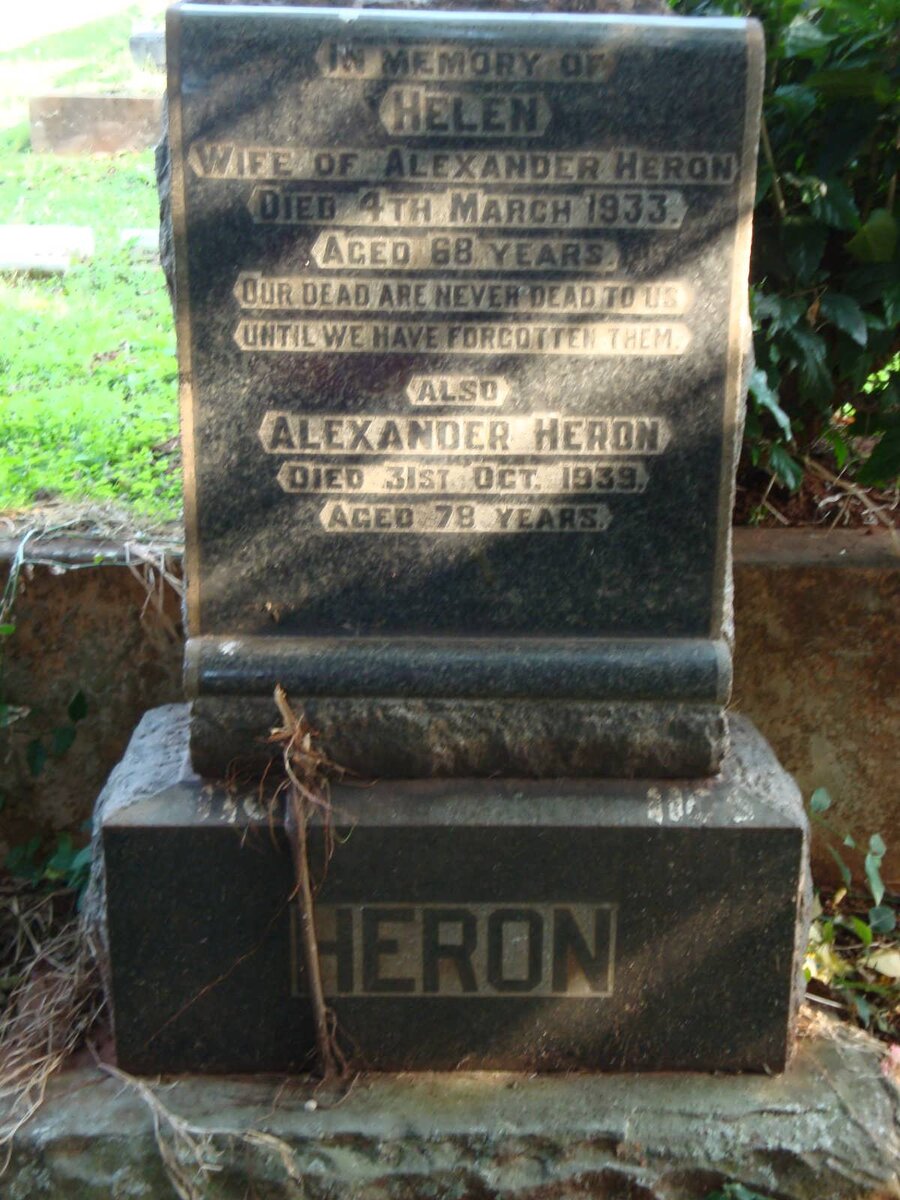 In Memory of
Helen
Wife of Alexander Heron
Died 4th March 1933.
Aged 68 years.
Our dead are never dead to us
until we have forgotten them.
Also
Alexander Heron
Died 31st Oct. 1939.
Aged 78 years.
HERON